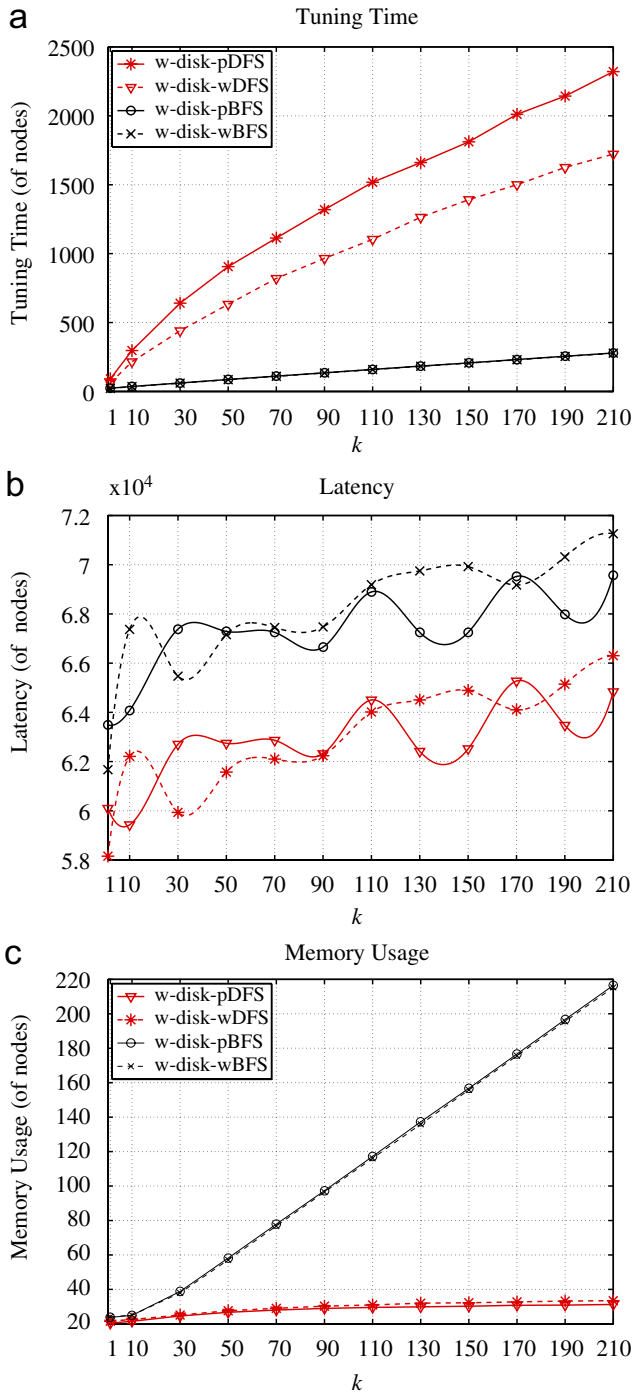 a
Tuning Time
2500
2000
1500
1000
500
0
Tuning Time (of nodes)
w-disk-pDFS
w-disk-wDFS
w-disk-pBFS
w-disk-wBFS
1 10 30 50 70 90 110 130 150 170 190 210
k
b
x10^4
Latency
7.2
7
6.8
6.6
6.4
6.2
6
5.8
Latency (of nodes)
1 10 30 50 70 90 110 130 150 170 190 210
k
c
Memory Usage
220
200
180
160
140
120
100
80
60
40
20
Memory Usage (of nodes)
w-disk-pDFS
w-disk-wDFS
w-disk-pBFS
w-disk-wBFS
1 10 30 50 70 90 110 130 150 170 190 210
k